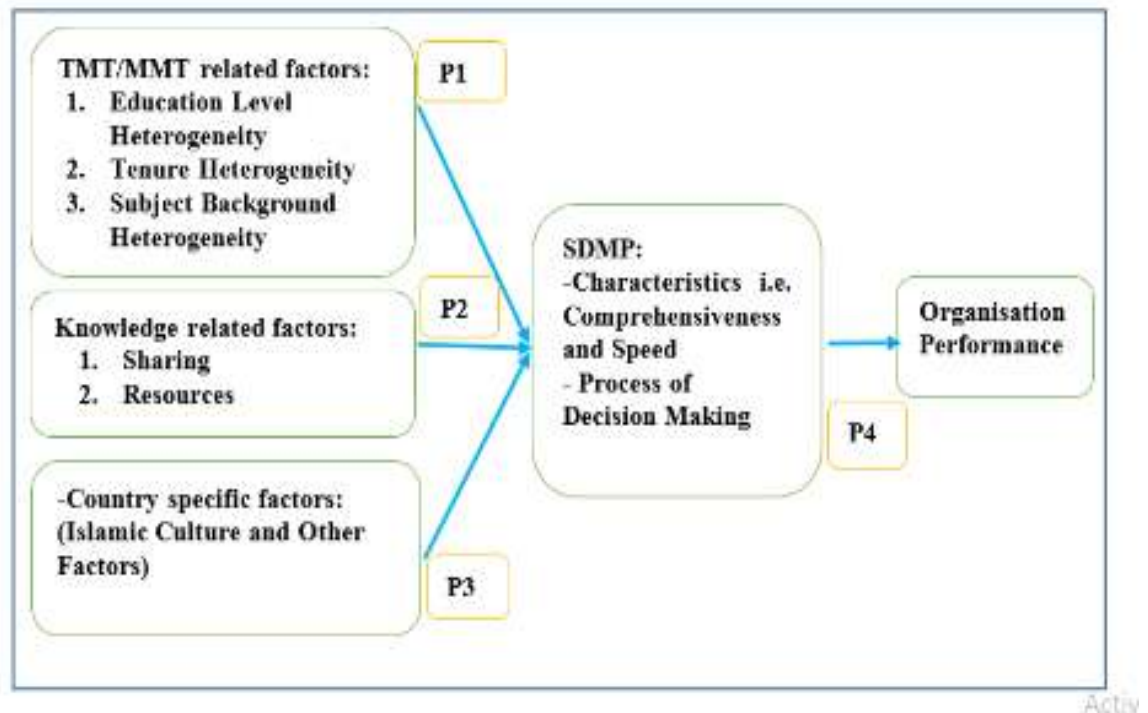 TMT/MMT related factors:
1. Education Level
Heterogeneity
2. Tenure Heterogeneity
3. Subject Background
Heterogeneity
P1
Knowledge related factors:
1. Sharing
2. Resources
P2
-Country specific factors:
(Islamic Culture and Other
Factors)
P3
SDMP:
-Characteristics i.e.
Comprehensiveness
and Speed
- Process of
Decision Making
P4
Organisation
Performance
Activ